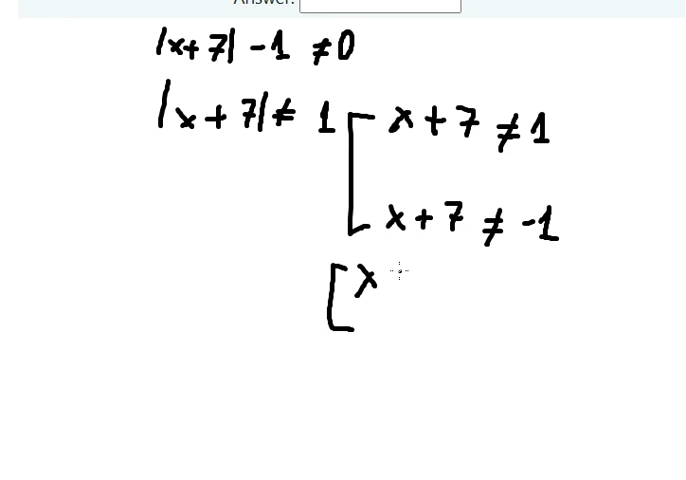 Answer:
|x+7| -1 ≠0
|x+7|≠ 1 [ x+7 ≠1
x+7 ≠ -1
[ x